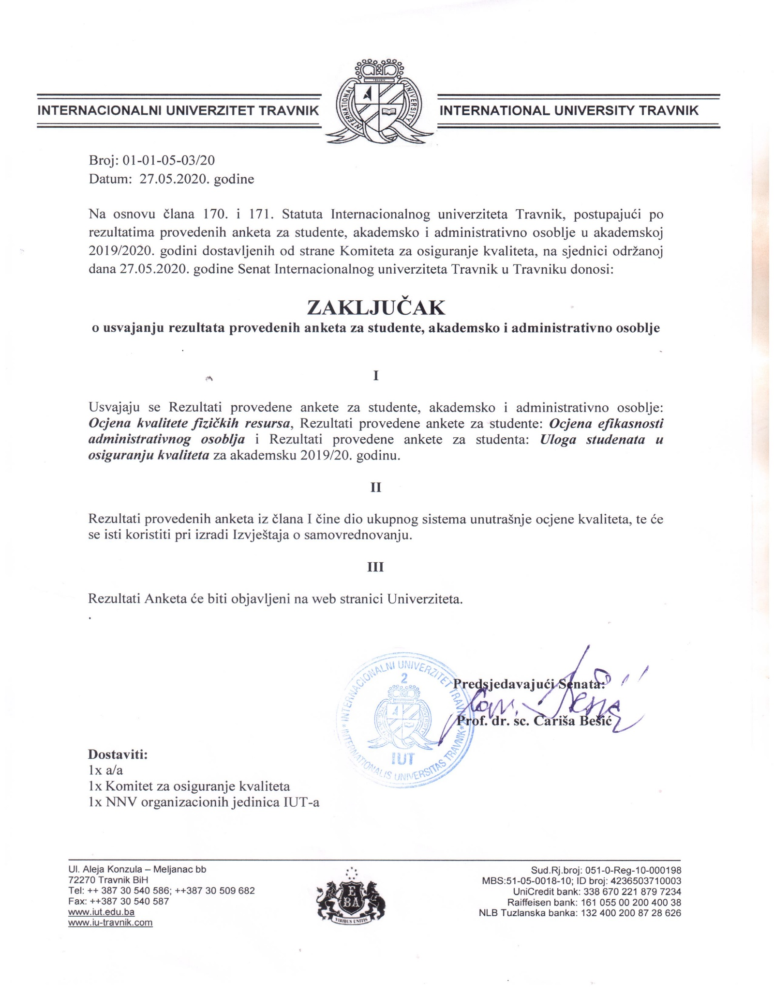 INTERNACIONALNI UNIVERZITET TRAVNIK
TRAVNIK
INTERNATIONAL UNIVERSITY
INTERNATIONAL UNIVERSITY TRAVNIK
Broj: 01-01-05-03/20
Datum: 27.05.2020. godine
Na osnovu člana 170. i 171. Statuta Internacionalnog univerziteta Travnik, postupajući po
rezultatima provedenih anketa za studente, akademsko i administrativno osoblje u akademskoj
2019/2020. godini dostavljenih od strane Komiteta za osiguranje kvaliteta, na sjednici održanoj
dana 27.05.2020. godine Senat Internacionalnog univerziteta Travnik u Travniku donosi:
ZAKLJUČAK
o usvajanju rezultata provedenih anketa za studente, akademsko i administrativno osoblje
I
Usvajaju se Rezultati provedene ankete za studente, akademsko i administrativno osoblje:
Ocjena kvalitete fizičkih resursa, Rezultati provedene ankete za studente: Ocjena efikasnosti
administrativnog osoblja i Rezultati provedene ankete za studenta: Uloga studenata u
osiguranju kvaliteta za akademsku 2019/20. godinu.
II
Rezultati provedenih anketa iz člana I čine dio ukupnog sistema unutrašnje ocjene kvaliteta, te će
se isti koristiti pri izradi Izvještaja o samovrednovanju.
III
Rezultati Anketa će biti objavljeni na web stranici Univerziteta.
.
INTERNACIONALNI UNIVERZITET TRAVNIK
2
IUT
* INTERNATIONALIS UNIVERSITAS TRAVNIK *
Predsjedavajući Senata:
Prof. dr. sc. Cariša Bešić
Dostaviti:
1x a/a
1x Komitet za osiguranje kvaliteta
1x NNV organizacionih jedinica IUT-a
Ul. Aleja Konzula – Meljanac bb
72270 Travnik BiH
Tel: ++ 387 30 540 586; ++387 30 509 682
Fax: ++387 30 540 587
www.iut.edu.ba
www.iu-travnik.com
E
BA
VIRIBUS UNITIS
Sud.Rj.broj: 051-0-Reg-10-000198
MBS:51-05-0018-10; ID broj: 4236503710003
UniCredit bank: 338 670 221 879 7234
Raiffeisen bank: 161 055 00 200 400 38
NLB Tuzlanska banka: 132 400 200 87 28 626